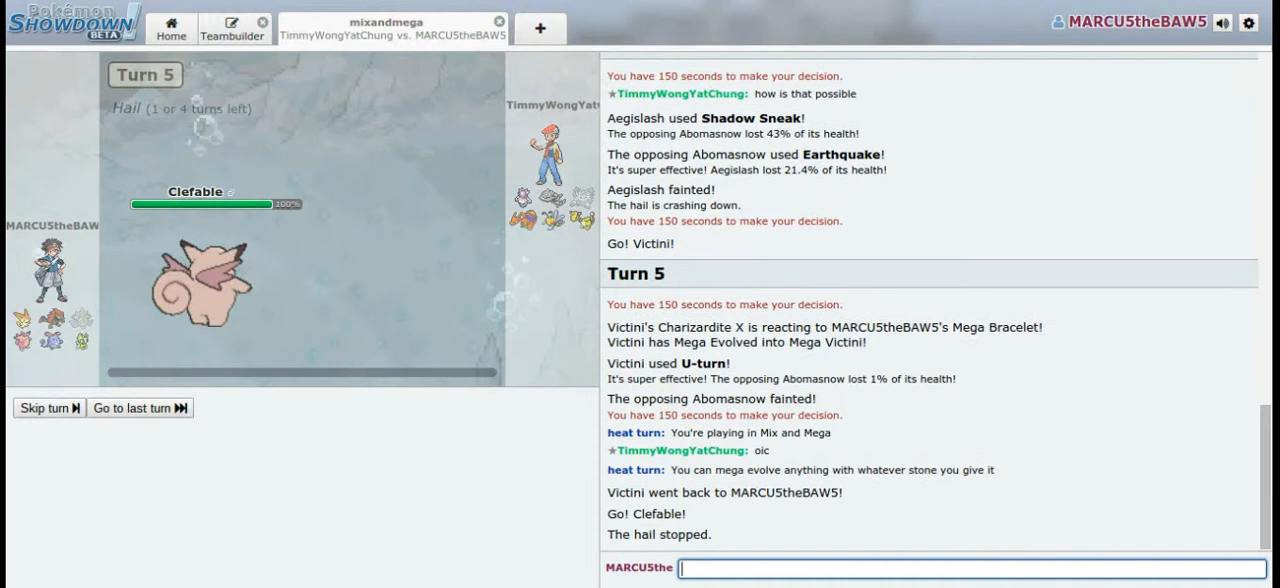 Pokémon
SHOWDOWN!
BETA
Home
Teambuilder
mixandmega
TimmyWongYatChung vs. MARCU5theBAW5
+
MARCU5theBAW5
Turn 5
Hail (1 or 4 turns left)
Clefable
100%
MARCU5theBAW
TimmyWongYat
Skip turn
Go to last turn
You have 150 seconds to make your decision.
★TimmyWongYatChung: how is that possible
Aegislash used Shadow Sneak!
The opposing Abomasnow lost 43% of its health!
The opposing Abomasnow used Earthquake!
It's super effective! Aegislash lost 21.4% of its health!
Aegislash fainted!
The hail is crashing down.
You have 150 seconds to make your decision.
Go! Victini!
Turn 5
You have 150 seconds to make your decision.
Victini's Charizardite X is reacting to MARCU5theBAW5's Mega Bracelet!
Victini has Mega Evolved into Mega Victini!
Victini used U-turn!
It's super effective! The opposing Abomasnow lost 1% of its health!
The opposing Abomasnow fainted!
You have 150 seconds to make your decision.
heat turn: You're playing in Mix and Mega
★TimmyWongYatChung: oic
heat turn: You can mega evolve anything with whatever stone you give it
Victini went back to MARCU5theBAW5!
Go! Clefable!
The hail stopped.
MARCU5the